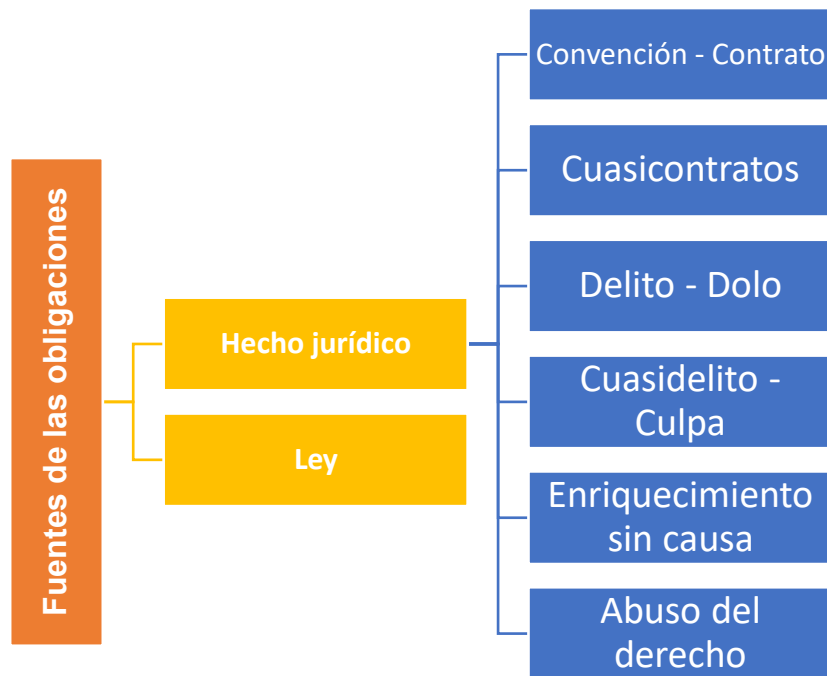 Fuentes de las obligaciones
Hecho jurídico
Ley
Convención - Contrato
Cuasicontratos
Delito - Dolo
Cuasidelito -
Culpa
Enriquecimiento
sin causa
Abuso del
derecho